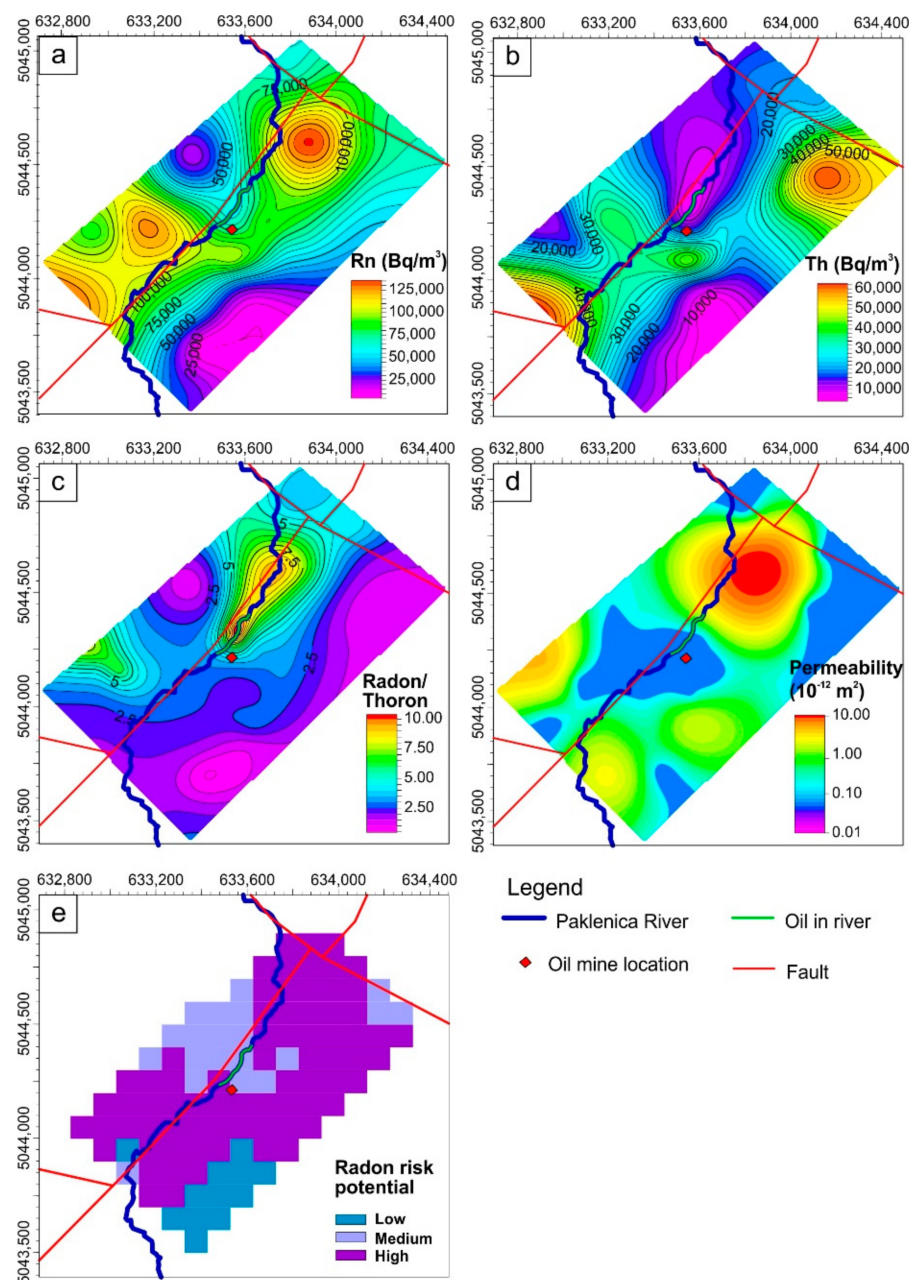 632,800 633,200 633,600 634,000 634,400
632,800 633,200 633,600 634,000 634,400
a
b
5045,000
5044,500
5044,000
5043,500
75,000
50,000
100,000
100,000
75,000
50,000
25,000
Rn (Bq/m³)
125,000
100,000
75,000
50,000
25,000
5045,000
5044,500
5044,000
5043,500
20,000
30,000
40,000
50,000
30,000
20,000
40,000
30,000
20,000
10,000
Th (Bq/m³)
60,000
50,000
40,000
30,000
20,000
10,000
632,800 633,200 633,600 634,000 634,400
632,800 633,200 633,600 634,000 634,400
c
d
5045,000
5044,500
5044,000
5043,500
5
7.5
5
2.5
2.5
5
2.5
Radon/
Thoron
10.00
7.50
5.00
2.50
5045,000
5044,500
5044,000
5043,500
Permeability
(10⁻¹² m²)
10.00
1.00
0.10
0.01
632,800 633,200 633,600 634,000 634,400
e
5045,000
5044,500
5044,000
5043,500
Radon risk
potential
Low
Medium
High
Legend
Paklenica River
Oil in river
Oil mine location
Fault